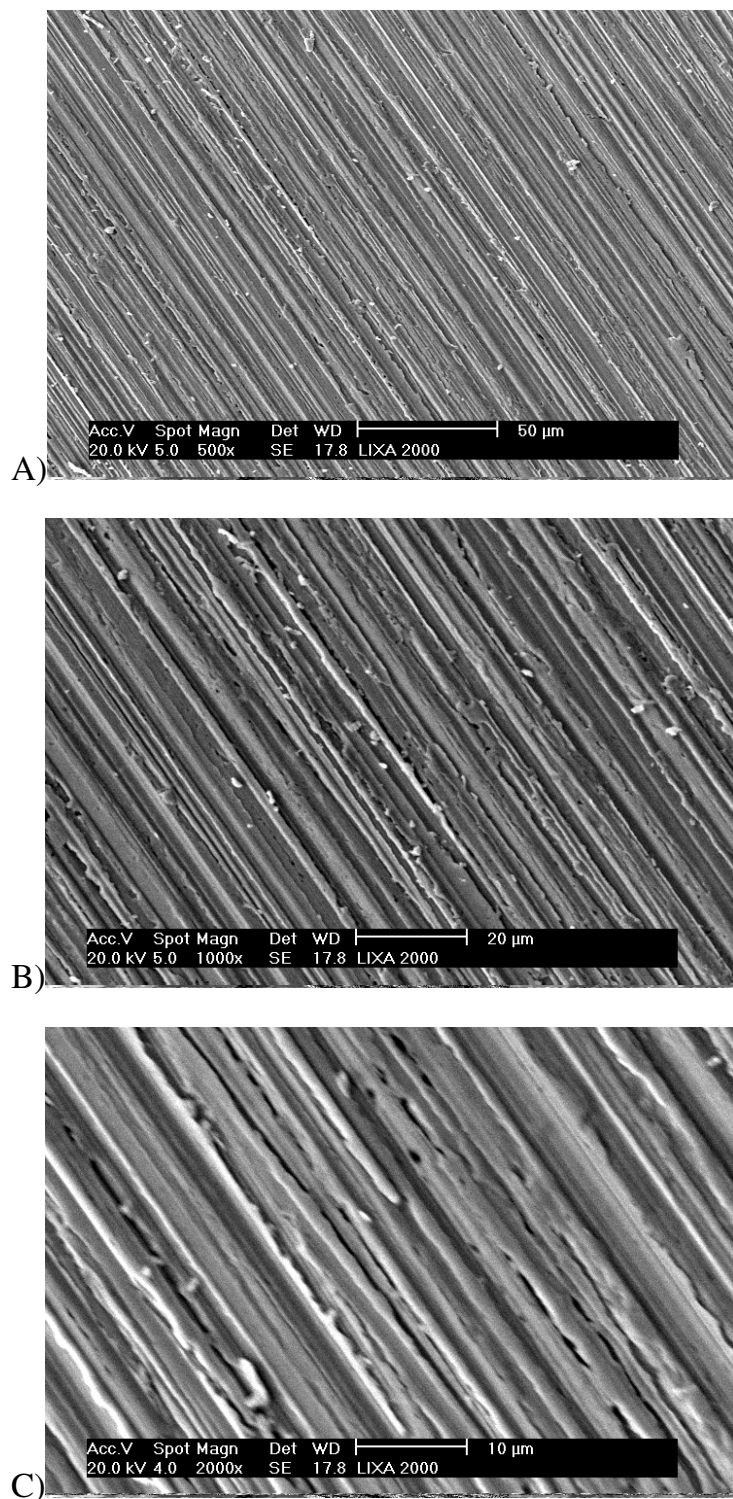 Acc.V Spot Magn Det WD 50 µm
20.0 kV 5.0 500x SE 17.8 LIXA 2000
A)
Acc.V Spot Magn Det WD 20 µm
20.0 kV 5.0 1000x SE 17.8 LIXA 2000
B)
Acc.V Spot Magn Det WD 10 µm
20.0 kV 4.0 2000x SE 17.8 LIXA 2000
C)